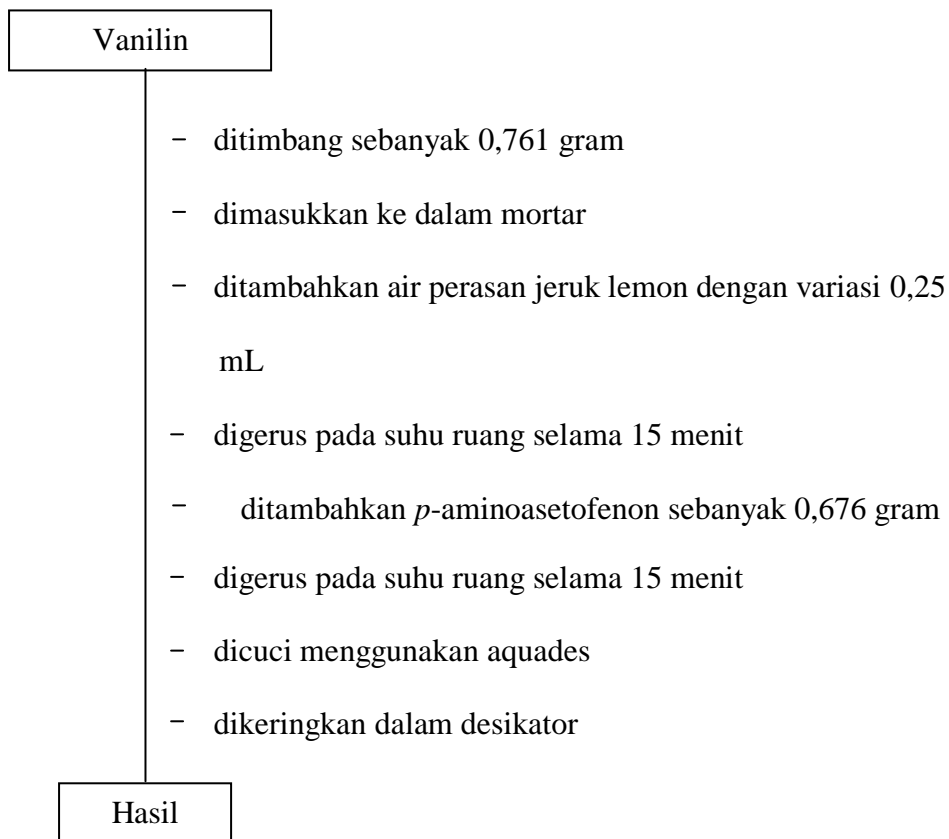 Vanilin
- ditimbang sebanyak 0,761 gram
- dimasukkan ke dalam mortar
- ditambahkan air perasan jeruk lemon dengan variasi 0,25
mL
- digerus pada suhu ruang selama 15 menit
- ditambahkan p-aminoasetofenon sebanyak 0,676 gram
- digerus pada suhu ruang selama 15 menit
- dicuci menggunakan aquades
- dikeringkan dalam desikator
Hasil